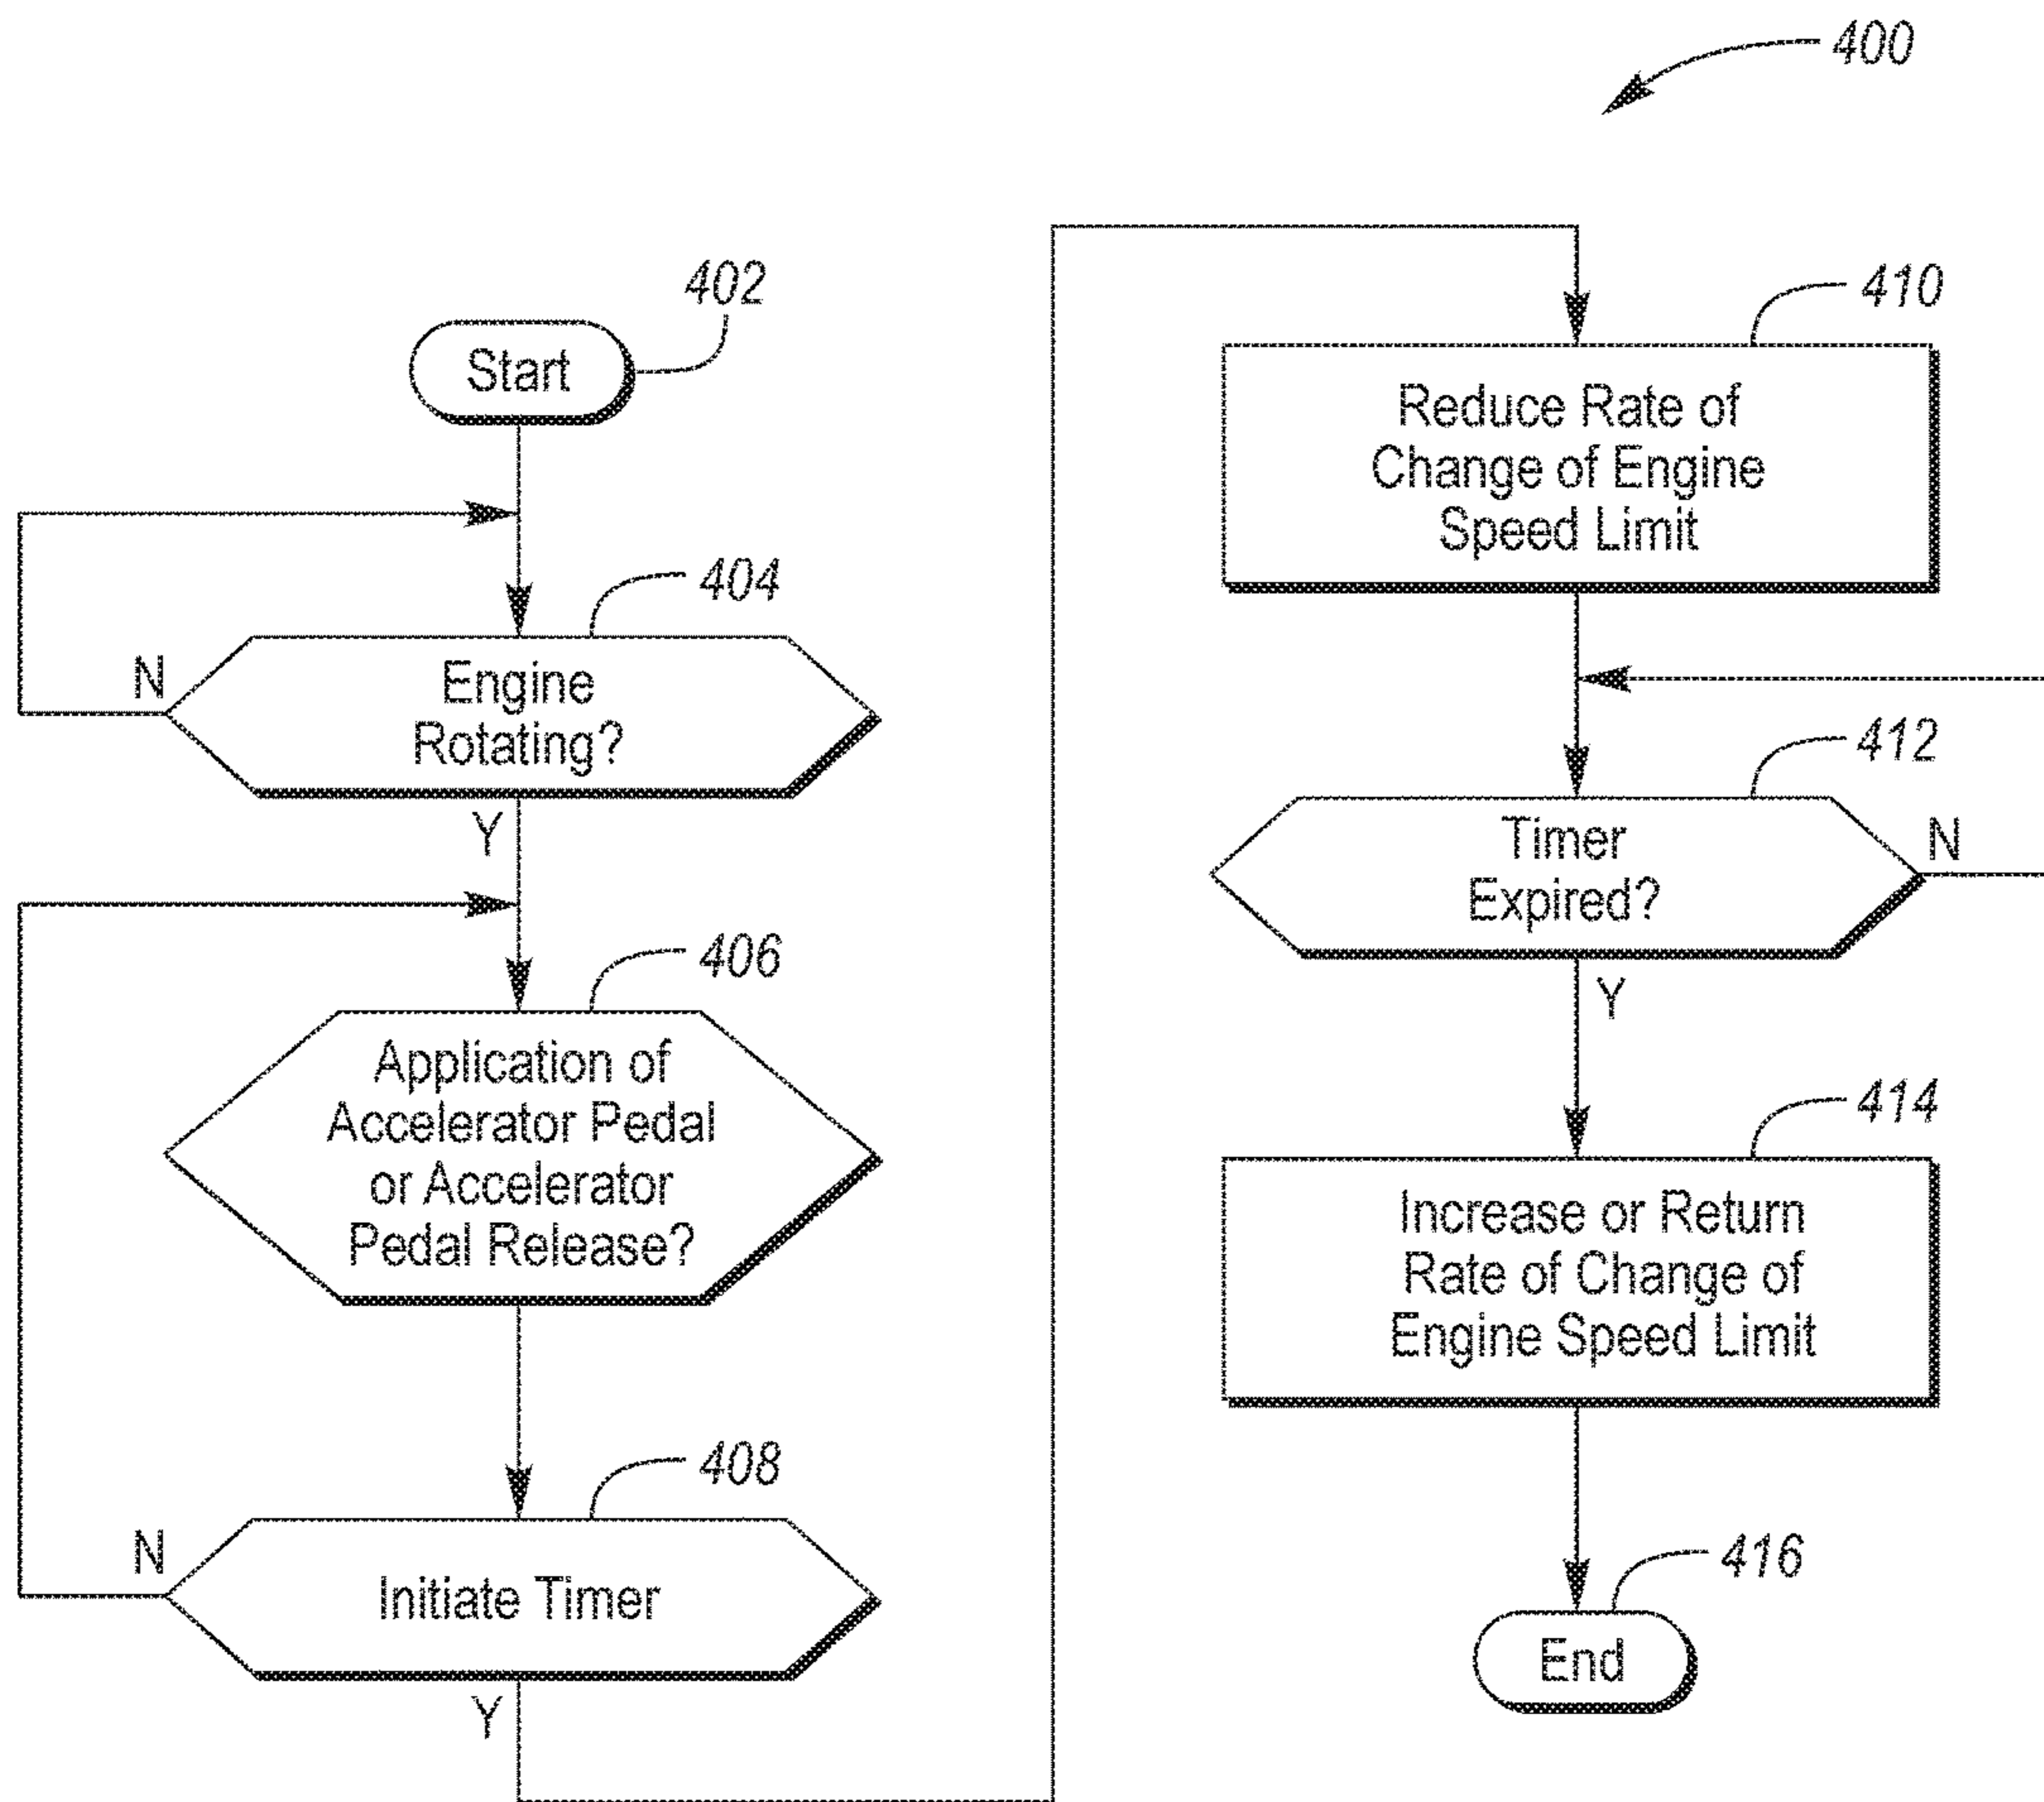 400
402
Start
404
N
Engine
Rotating?
Y
406
Application of
Accelerator Pedal
or Accelerator
Pedal Release?
408
N
Initiate Timer
Y
410
Reduce Rate of
Change of Engine
Speed Limit
412
Timer
Expired?
N
Y
414
Increase or Return
Rate of Change of
Engine Speed Limit
416
End